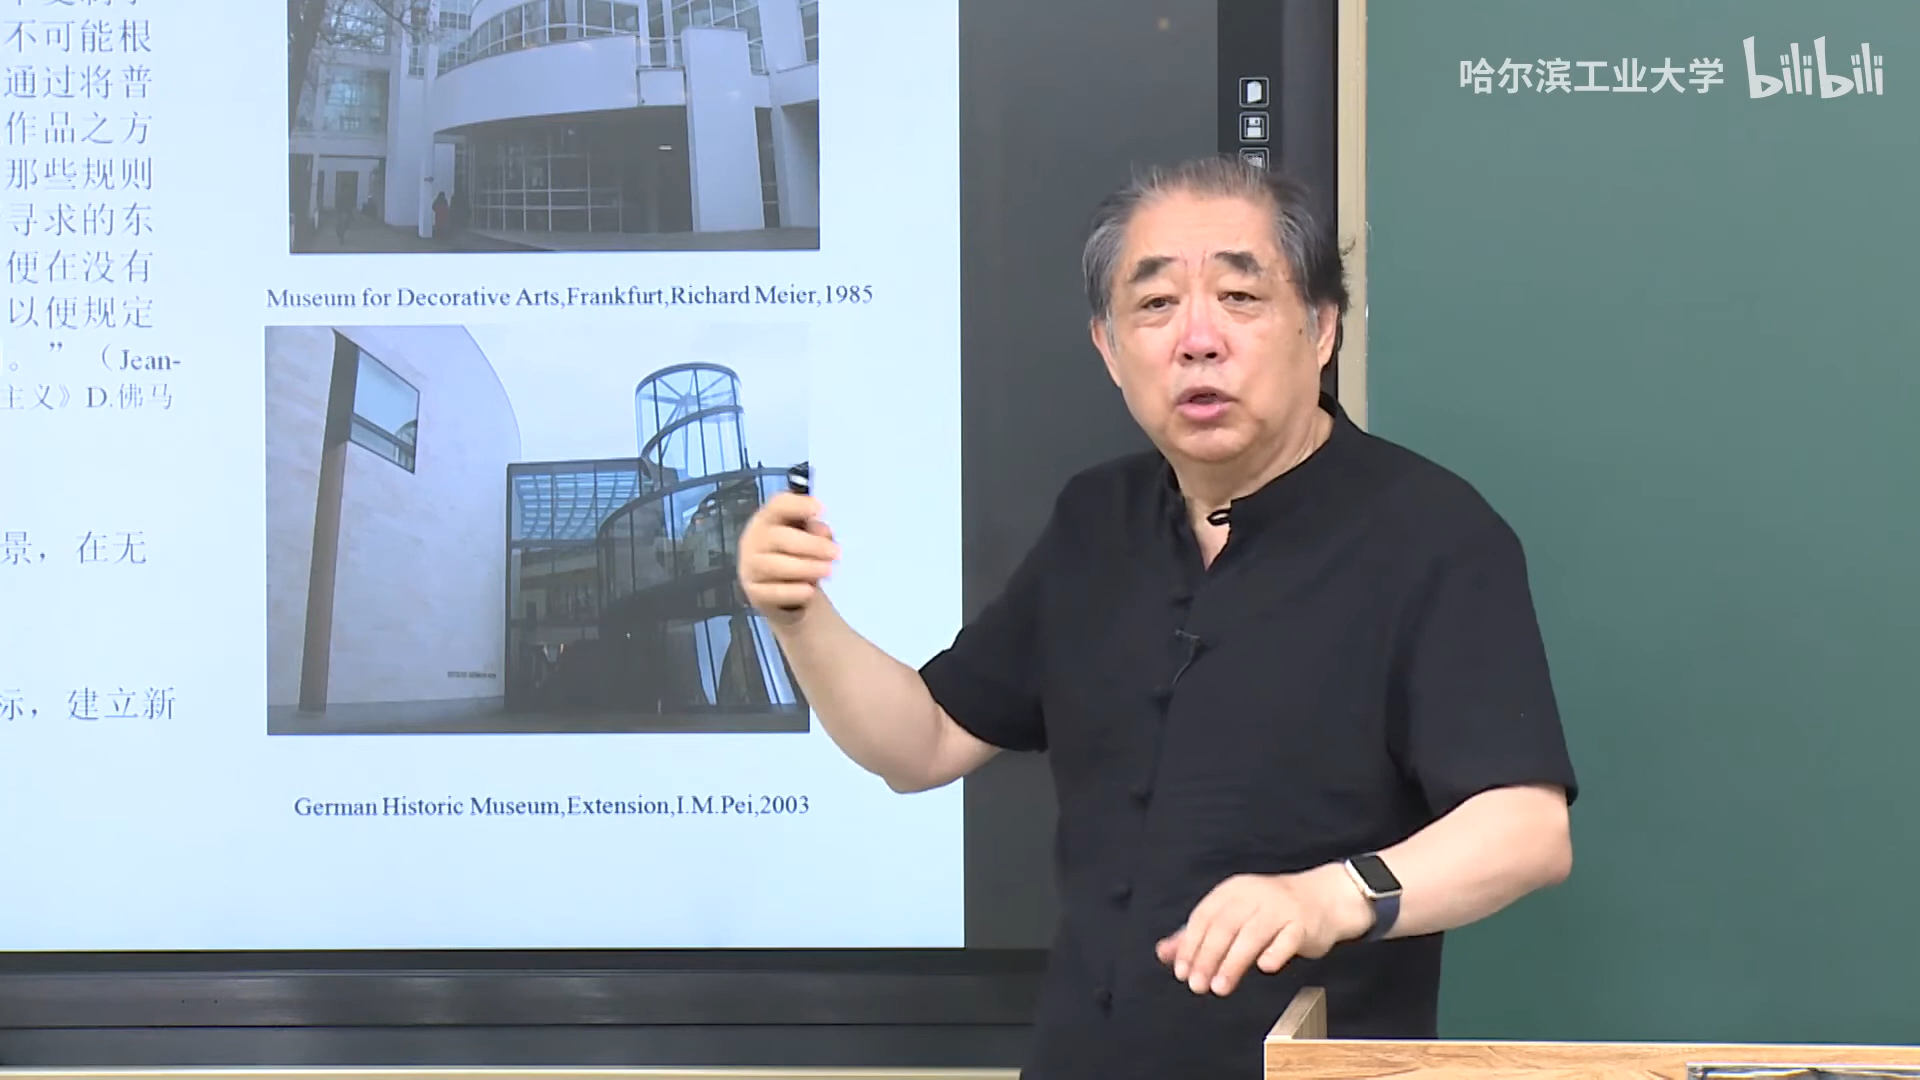 不可能根
通过将普
作品之方
那些规则
寻求的东
便在没有
以便规定
。”（Jean-
主义》D.佛马
景，在无
标，建立新
Museum for Decorative Arts,Frankfurt,Richard Meier,1985
German Historic Museum,Extension,I.M.Pei,2003
哈尔滨工业大学 bilibili